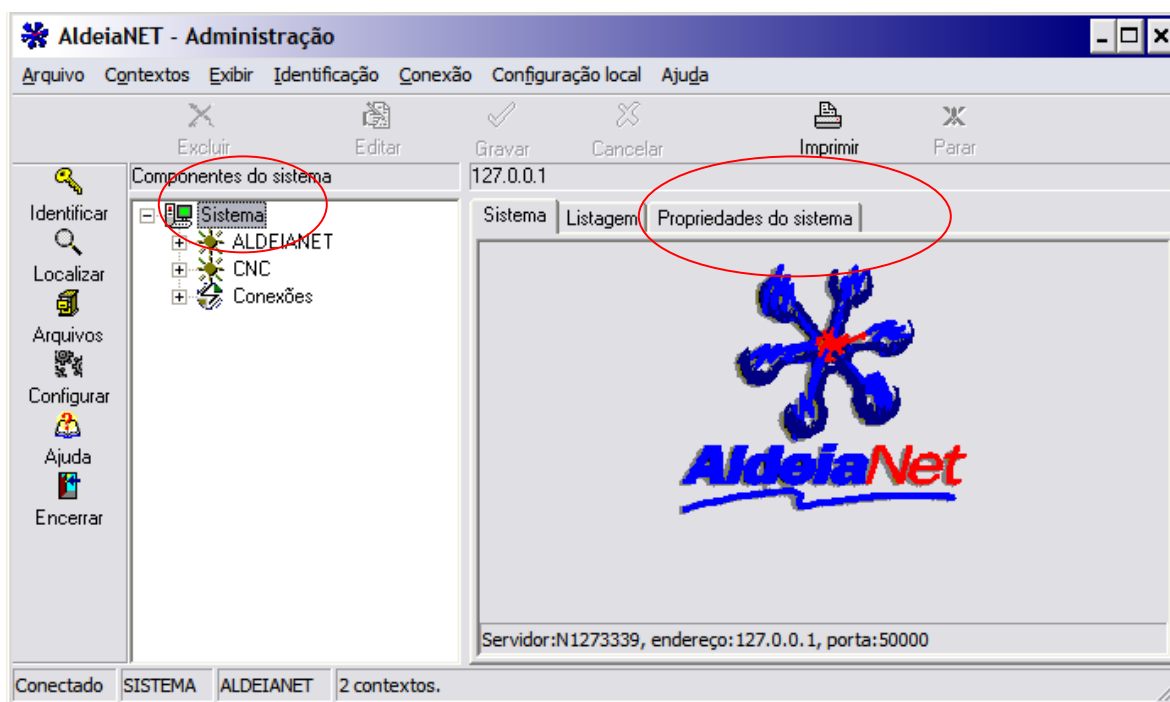 AldeiaNET - Administração
Arquivo Contextos Exibir Identificação Conexão Configuração local Ajuda
Excluir Editar Gravar Cancelar Imprimir Parar
Componentes do sistema
127.0.0.1
Identificar
Localizar
Arquivos
Configurar
Ajuda
Encerrar
Sistema
ALDEIANET
CNC
Conexões
Sistema Listagem Propriedades do sistema
AldeiaNet
Servidor:N1273339, endereço:127.0.0.1, porta:50000
Conectado SISTEMA ALDEIANET 2 contextos.